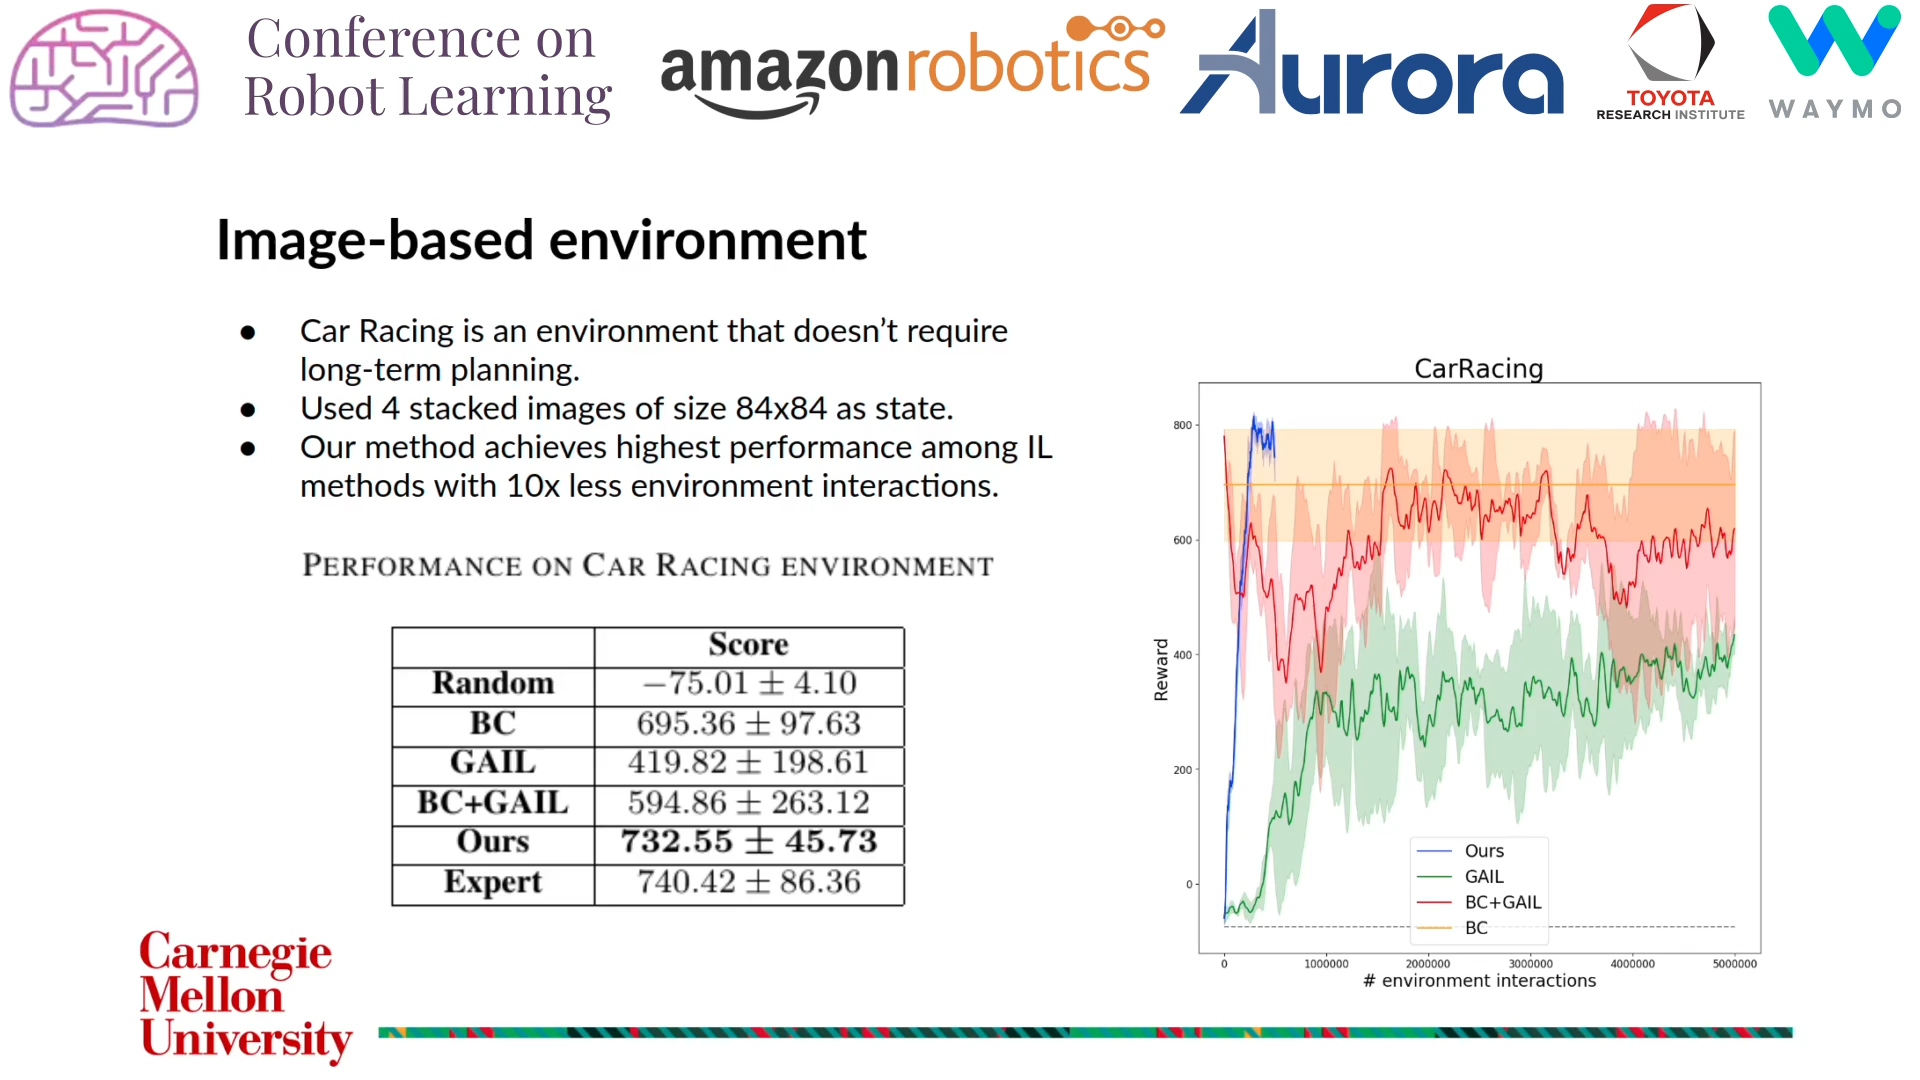 Conference on
Robot Learning
amazonrobotics
Aurora
TOYOTA
RESEARCH INSTITUTE
WAYMO
Image-based environment
● Car Racing is an environment that doesn't require
long-term planning.
● Used 4 stacked images of size 84x84 as state.
● Our method achieves highest performance among IL
methods with 10x less environment interactions.
PERFORMANCE ON CAR RACING ENVIRONMENT
Score
Random −75.01 ± 4.10
BC 695.36 ± 97.63
GAIL 419.82 ± 198.61
BC+GAIL 594.86 ± 263.12
Ours 732.55 ± 45.73
Expert 740.42 ± 86.36
CarRacing
800
600
400
200
0
Reward
Ours
GAIL
BC+GAIL
BC
0 1000000 2000000 3000000 4000000 5000000
# environment interactions
Carnegie
Mellon
University